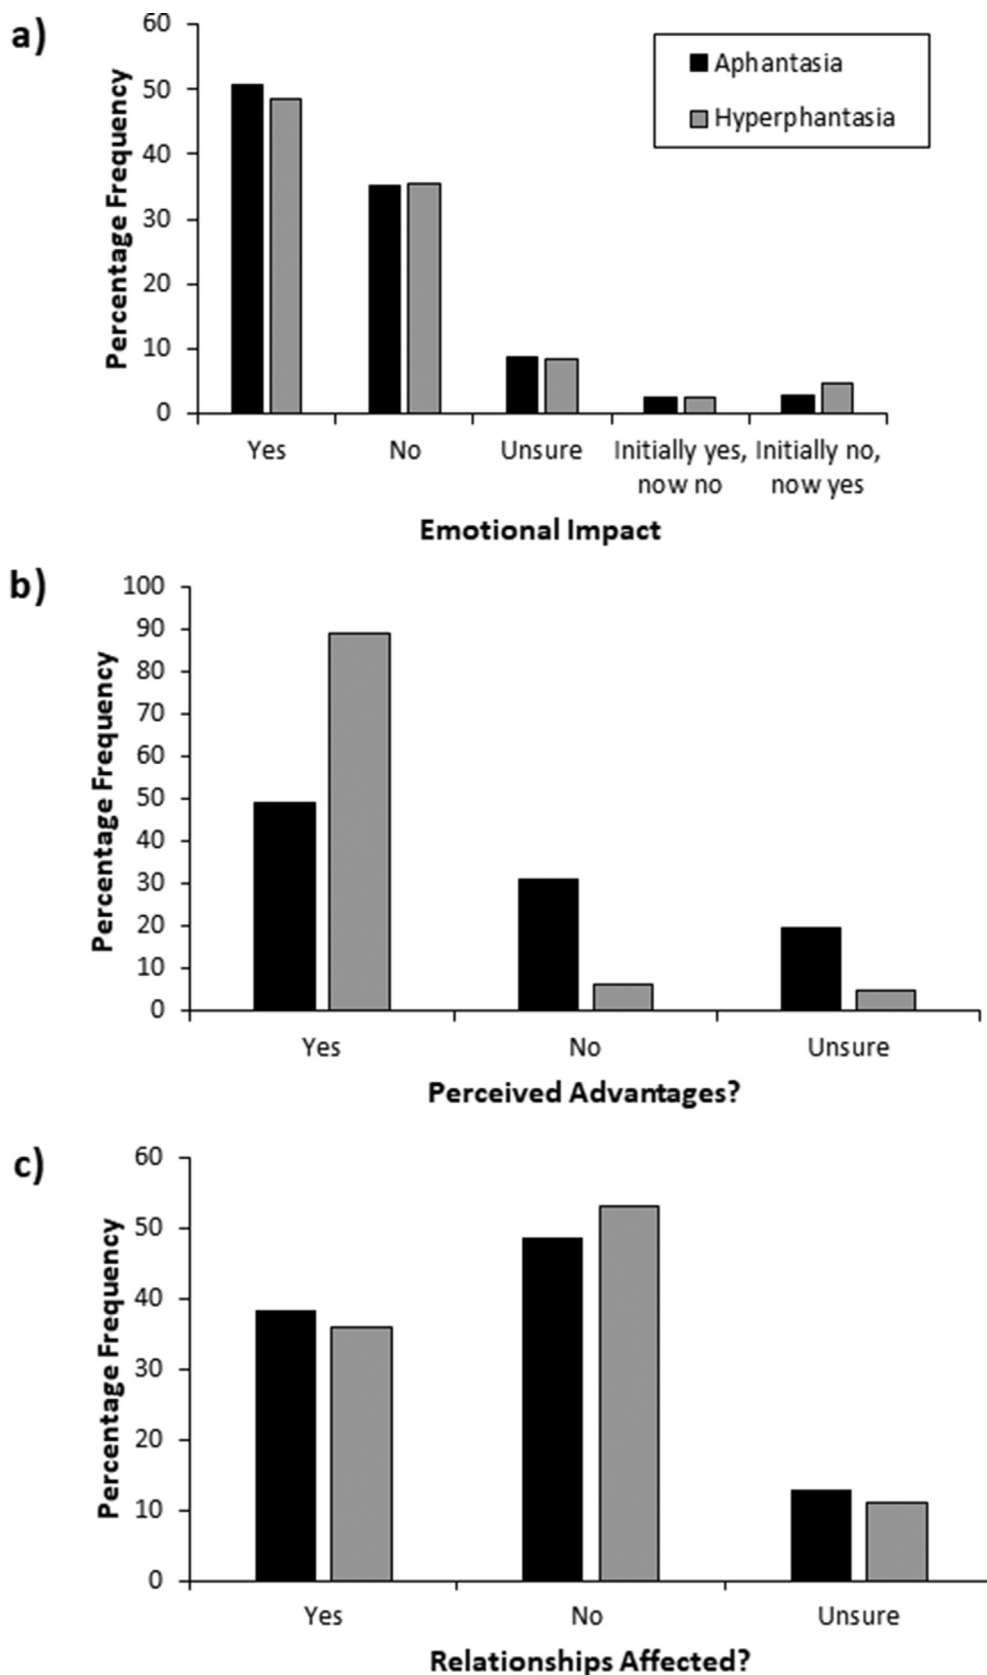 a)
Percentage Frequency
60
50
40
30
20
10
0
Aphantasia
Hyperphantasia
Yes
No
Unsure
Initially yes,
now no
Initially no,
now yes
Emotional Impact
b)
Percentage Frequency
100
90
80
70
60
50
40
30
20
10
0
Yes
No
Unsure
Perceived Advantages?
c)
Percentage Frequency
60
50
40
30
20
10
0
Yes
No
Unsure
Relationships Affected?